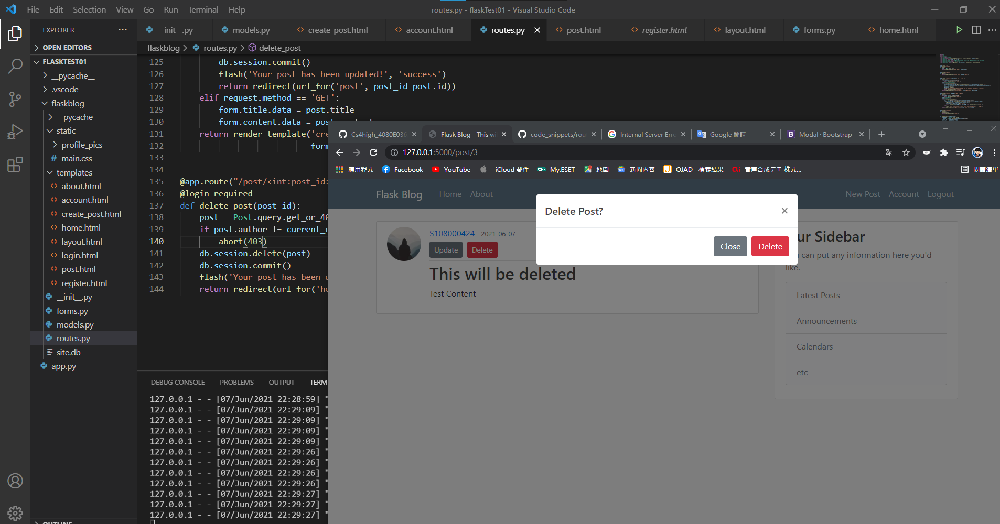 File Edit Selection View Go Run Terminal Help
routes.py - flaskTest01 - Visual Studio Code
EXPLORER
OPEN EDITORS
FLASKTEST01
__pycache__
.vscode
flaskblog
__pycache__
static
profile_pics
main.css
templates
about.html
account.html
create_post.html
home.html
layout.html
login.html
post.html
register.html
__init__.py
forms.py
models.py
routes.py
site.db
app.py
OUTLINE
__init__.py models.py create_post.html account.html routes.py post.html register.html layout.html forms.py home.html
flaskblog > routes.py > delete_post
125 db.session.commit()
126 flash('Your post has been updated!', 'success')
127 return redirect(url_for('post', post_id=post.id))
128 elif request.method == 'GET':
129 form.title.data = post.title
130 form.content.data =
131 return render_template('cre
132 form
133
134
135 @app.route("/post/<int:post_id>
136 @login_required
137 def delete_post(post_id):
138 post = Post.query.get_or_40
139 if post.author != current_u
140 abort(403)
141 db.session.delete(post)
142 db.session.commit()
143 flash('Your post has been d
144 return redirect(url_for('ho
DEBUG CONSOLE PROBLEMS OUTPUT TERMI
127.0.0.1 - - [07/Jun/2021 22:28:59] "
127.0.0.1 - - [07/Jun/2021 22:29:09] "
127.0.0.1 - - [07/Jun/2021 22:29:09] "
127.0.0.1 - - [07/Jun/2021 22:29:09] "
127.0.0.1 - - [07/Jun/2021 22:29:09] "
127.0.0.1 - - [07/Jun/2021 22:29:26] "
127.0.0.1 - - [07/Jun/2021 22:29:26] "
127.0.0.1 - - [07/Jun/2021 22:29:26] "
127.0.0.1 - - [07/Jun/2021 22:29:26] "
127.0.0.1 - - [07/Jun/2021 22:29:27] "
127.0.0.1 - - [07/Jun/2021 22:29:27] "
127.0.0.1 - - [07/Jun/2021 22:29:27] "
Cs4high_4080E036 Flask Blog - This wi code_snippets/rou Internal Server Erro Google 翻譯 Modal · Bootstrap
127.0.0.1:5000/post/3
應用程式 Facebook YouTube iCloud 郵件 My.ESET 地圖 新聞內容 OJAD - 検索結果 音声合成デモ 株式... 閱讀清單
Flask Blog Home About New Post Account Logout
Delete Post? ×
Close Delete
S108000424 2021-06-07
Update Delete
This will be deleted
Test Content
ur Sidebar
can put any information here you'd
like.
Latest Posts
Announcements
Calendars
etc